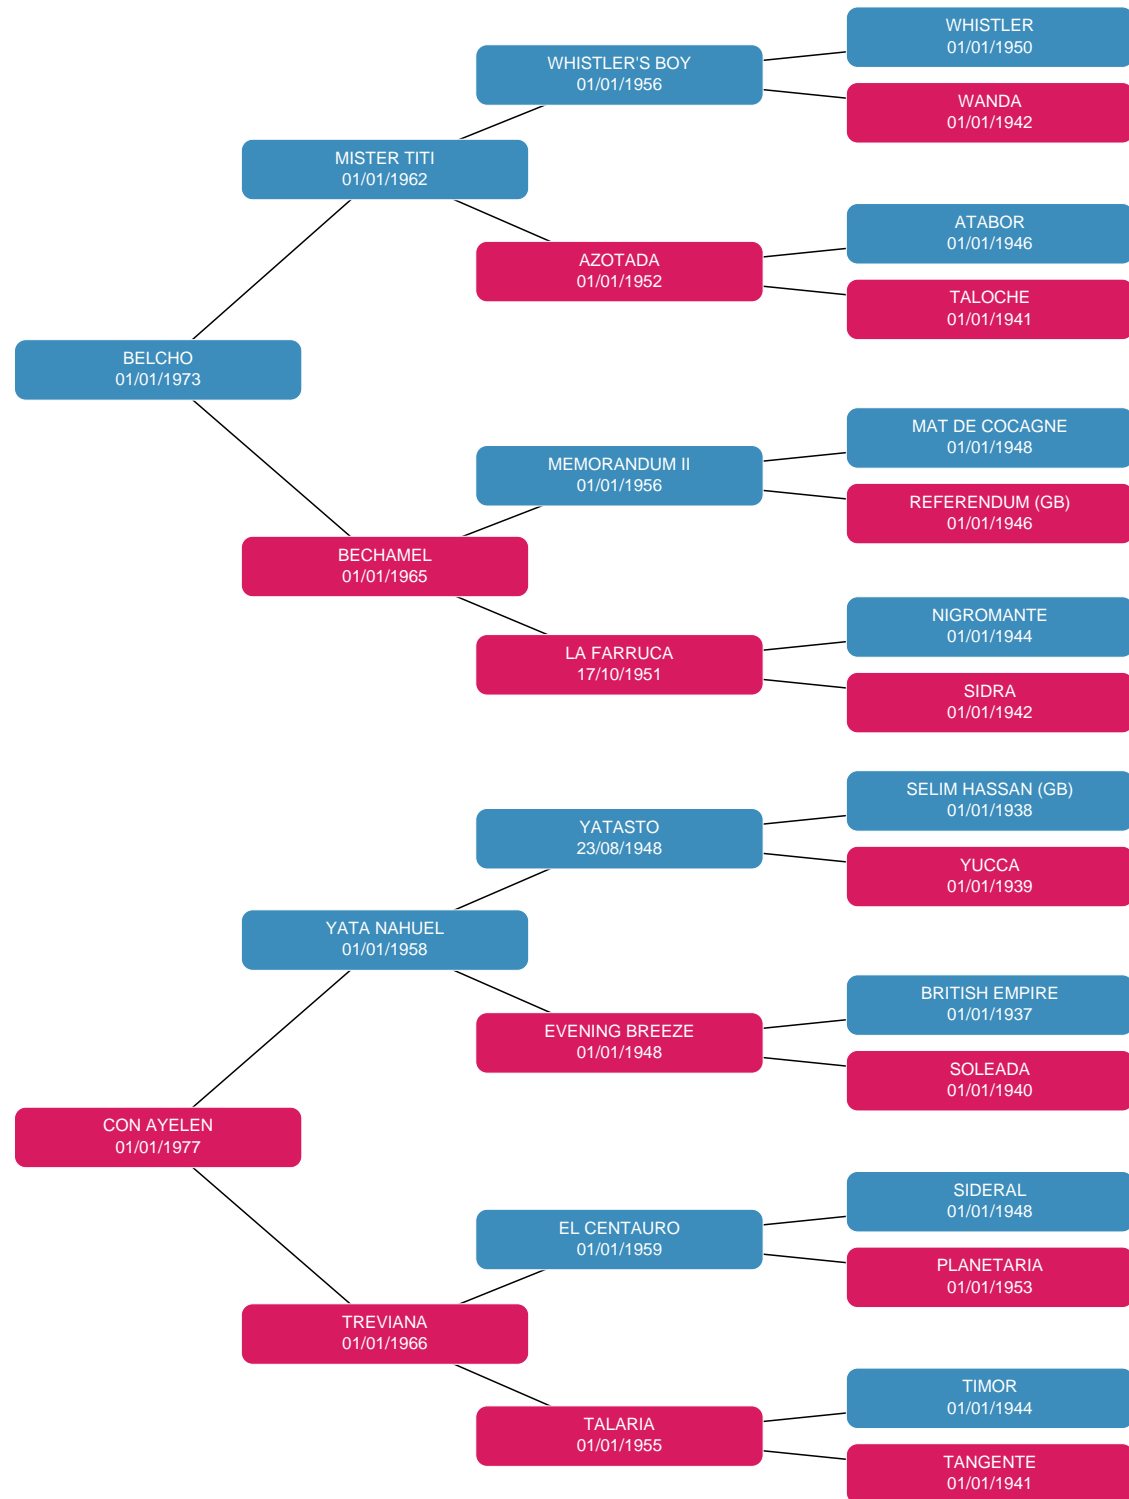 WHISTLER
01/01/1950
WHISTLER'S BOY
01/01/1956
WANDA
01/01/1942
MISTER TITI
01/01/1962
ATABOR
01/01/1946
AZOTADA
01/01/1952
TALOCHE
01/01/1941
BELCHO
01/01/1973
MAT DE COCAGNE
01/01/1948
MEMORANDUM II
01/01/1956
REFERENDUM (GB)
01/01/1946
BECHAMEL
01/01/1965
NIGROMANTE
01/01/1944
LA FARRUCA
17/10/1951
SIDRA
01/01/1942
SELIM HASSAN (GB)
01/01/1938
YATASTO
23/08/1948
YUCCA
01/01/1939
YATA NAHUEL
01/01/1958
BRITISH EMPIRE
01/01/1937
EVENING BREEZE
01/01/1948
SOLEADA
01/01/1940
CON AYELEN
01/01/1977
SIDERAL
01/01/1948
EL CENTAURO
01/01/1959
PLANETARIA
01/01/1953
TREVIANA
01/01/1966
TIMOR
01/01/1944
TALARIA
01/01/1955
TANGENTE
01/01/1941